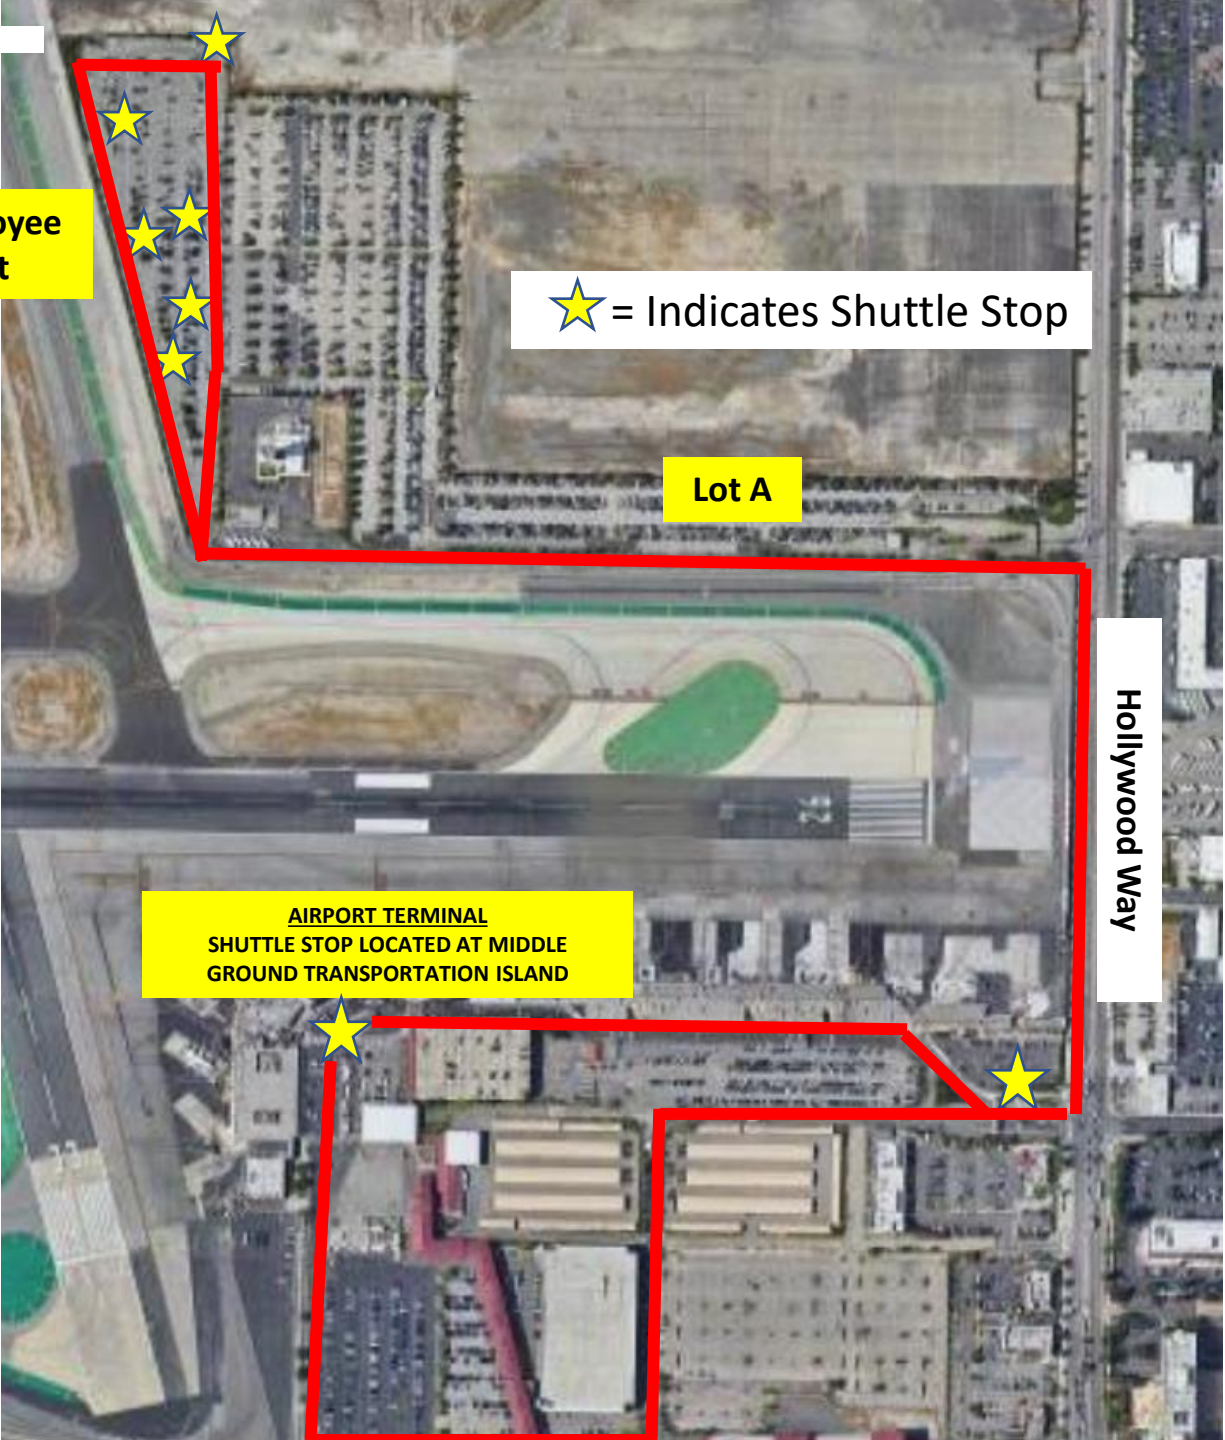 = Indicates Shuttle Stop
Lot A
Hollywood Way
AIRPORT TERMINAL
SHUTTLE STOP LOCATED AT MIDDLE
GROUND TRANSPORTATION ISLAND